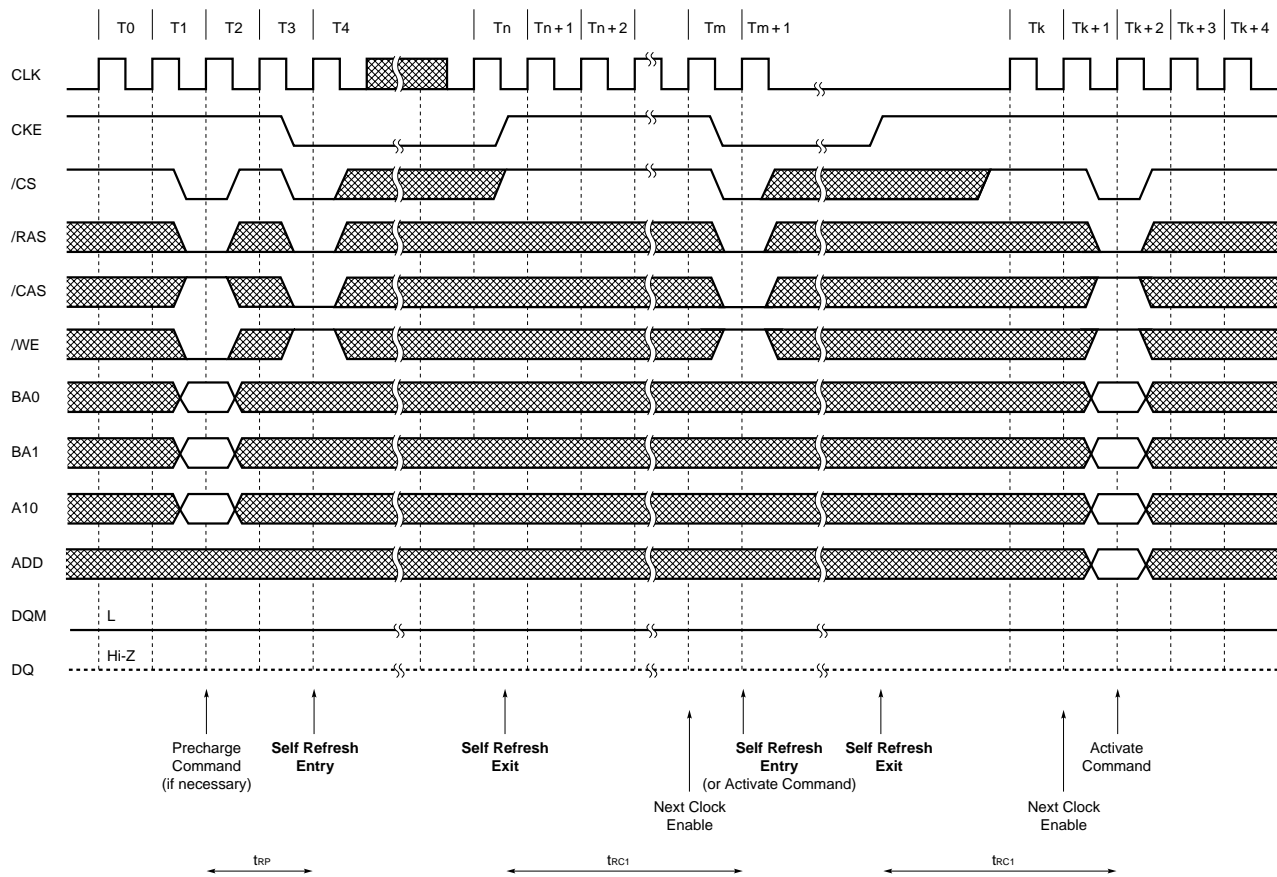 T0 T1 T2 T3 T4 Tn Tn + 1 Tn + 2 Tm Tm + 1 Tk Tk + 1 Tk + 2 Tk + 3 Tk + 4
CLK
CKE
/CS
/RAS
/CAS
/WE
BA0
BA1
A10
ADD
DQM L
Hi-Z
DQ
Precharge
Command
(if necessary)
Self Refresh
Entry
Self Refresh
Exit
Next Clock
Enable
Self Refresh
Entry
(or Activate Command)
Self Refresh
Exit
Next Clock
Enable
Activate
Command
tRP tRC1 tRC1